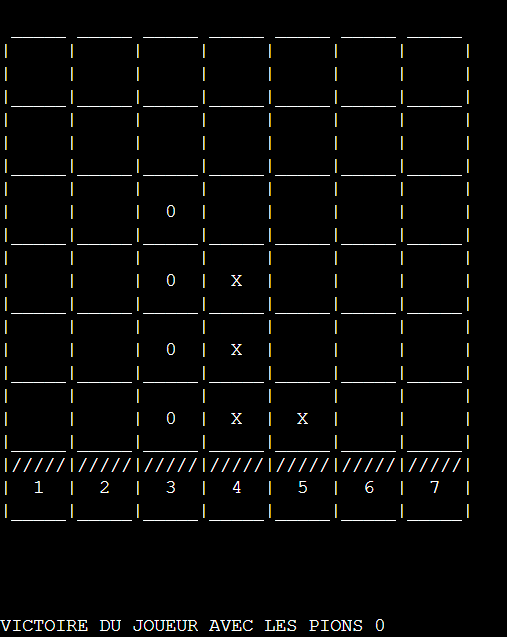 0
0 X
0 X
0 X X
|/////|/////|/////|/////|/////|/////|/////|
| 1 | 2 | 3 | 4 | 5 | 6 | 7 |
VICTOIRE DU JOUEUR AVEC LES PIONS 0